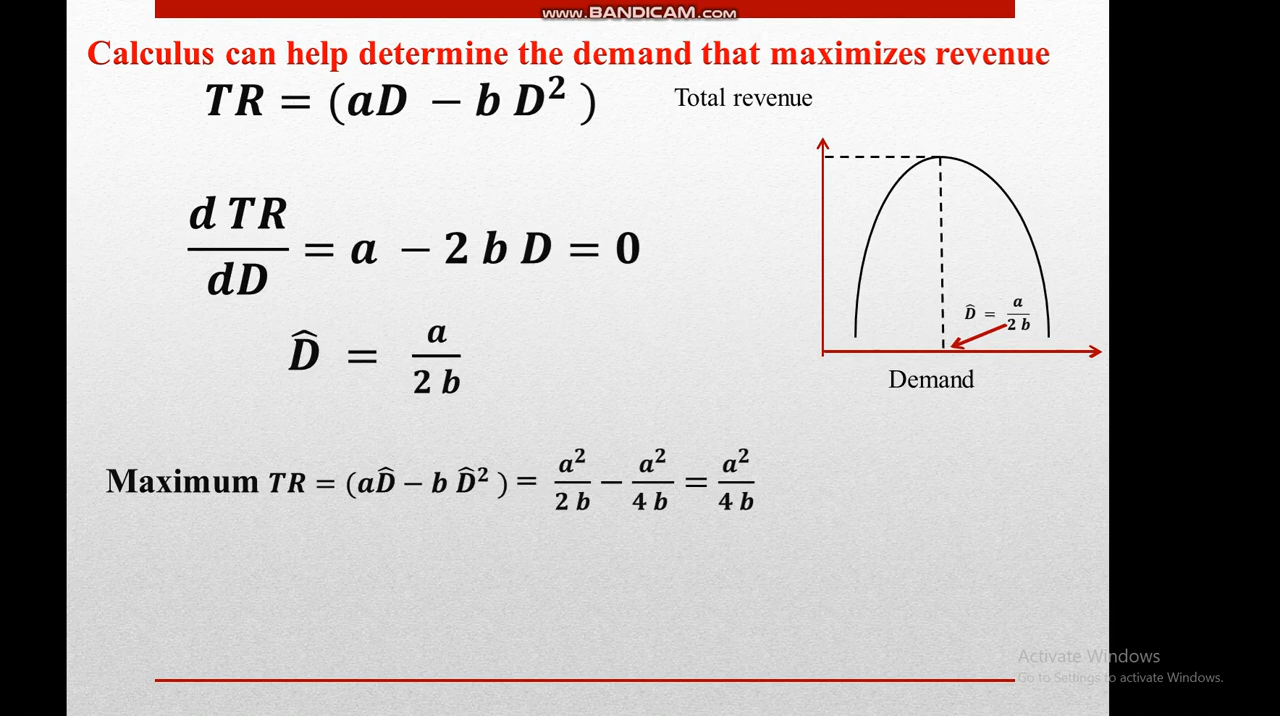 www.BANDICAM.com
Calculus can help determine the demand that maximizes revenue
TR = (aD − b D² )
Total revenue
d TR / dD = a − 2 b D = 0
D̂ = a / 2 b
D̂ = a / 2 b
Demand
Maximum TR = (aD̂ − b D̂² ) = a² / 2 b − a² / 4 b = a² / 4 b
Activate Windows
Go to Settings to activate Windows.